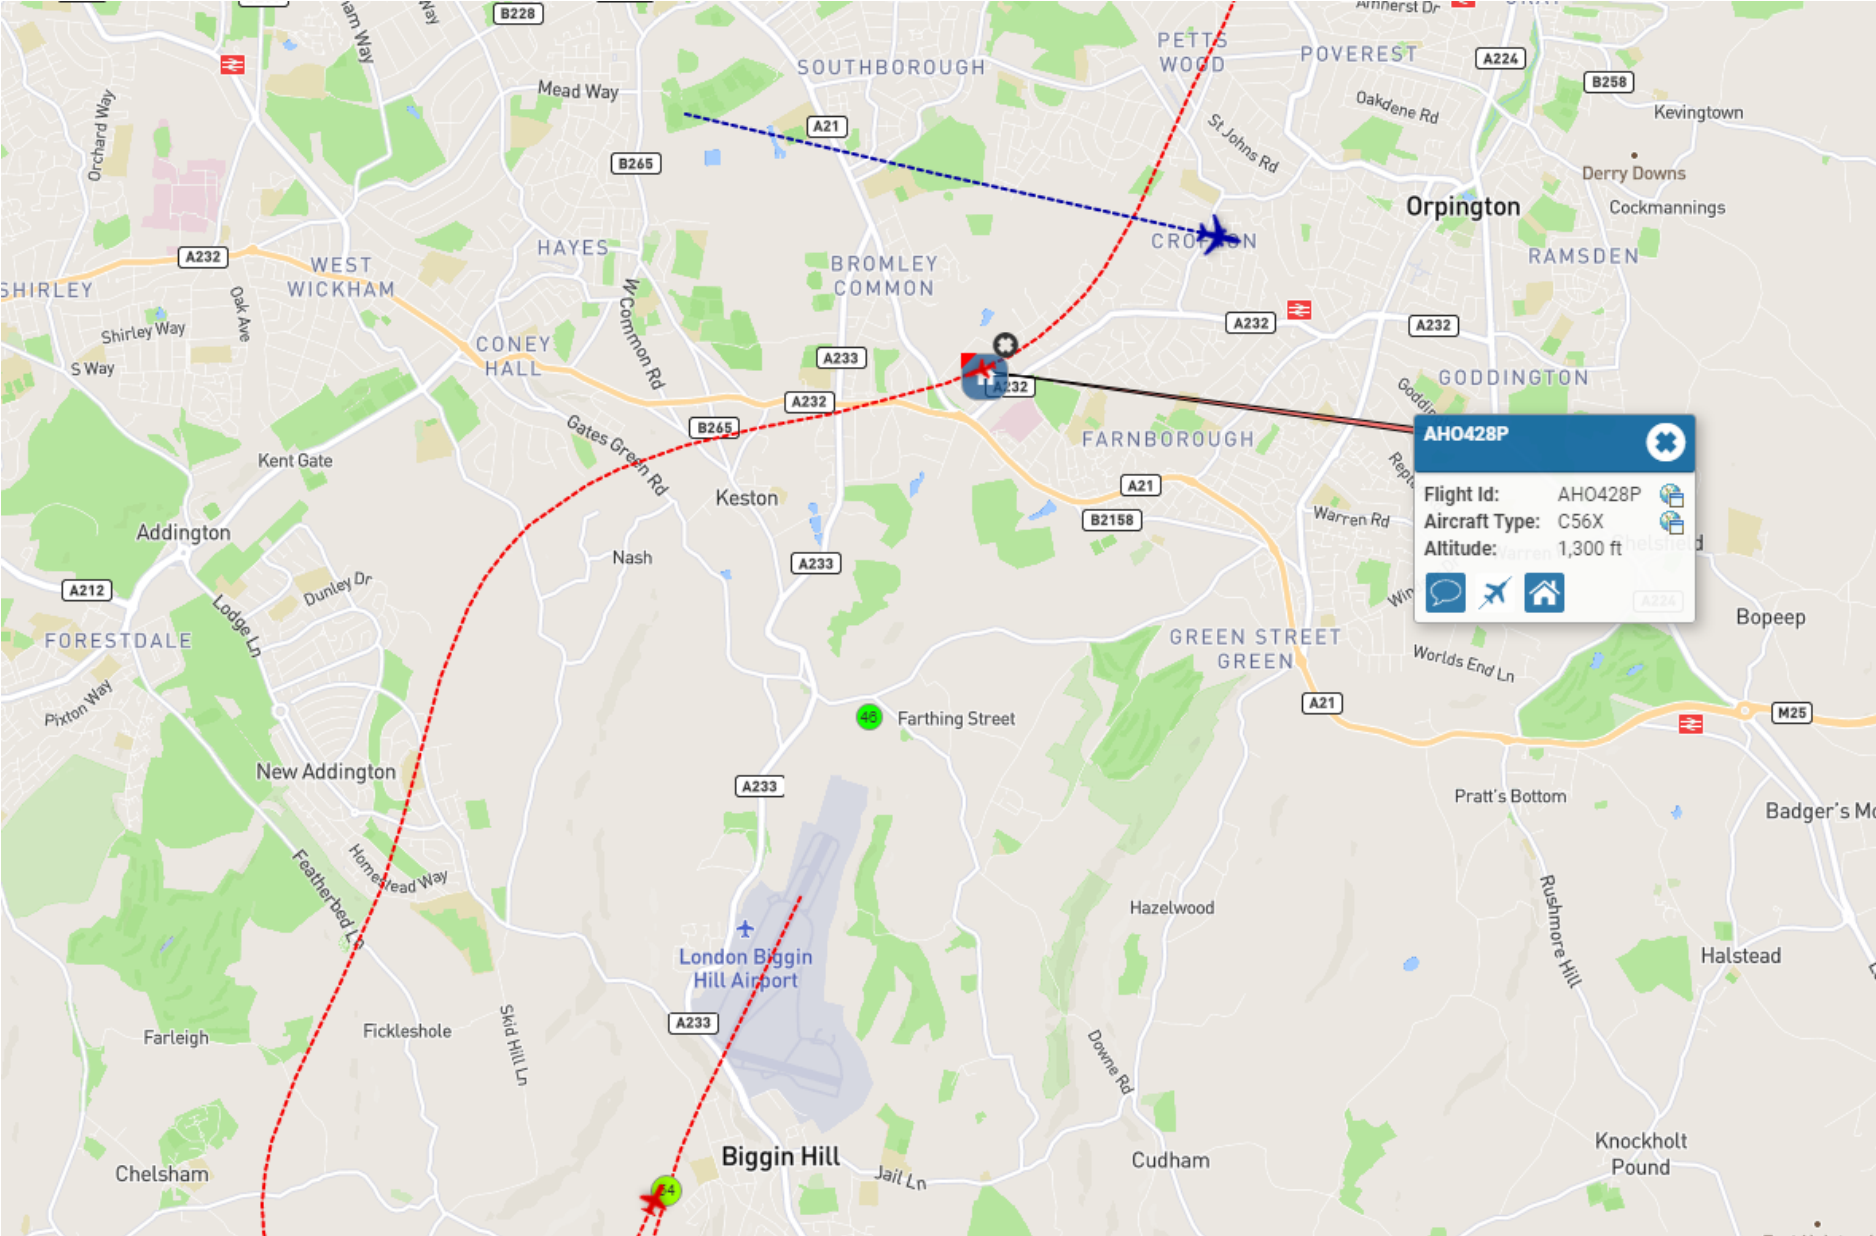 B228
Amherst Dr
PETTS
WOOD
POVEREST
A224
SOUTHBOROUGH
B258
Mead Way
Orchard Way
Oakdene Rd
Kevingtown
A21
St Johns Rd
B265
Derry Downs
Orpington
Cockmannings
CROFTON
A232
HAYES
RAMSDEN
WEST
WICKHAM
BROMLEY
COMMON
SHIRLEY
Oak Ave
Shirley Way
W Common Rd
A232
A232
CONEY
HALL
A233
S Way
A232
GODDINGTON
A232
B265
Gates Green Rd
FARNBOROUGH
AHO428P
Kent Gate
A21
Flight Id: AHO428P
Aircraft Type: C56X
Altitude: 1,300 ft
Keston
B2158
Warren Rd
Addington
Nash
A233
A212
Dunley Dr
Lodge Ln
A224
Bopeep
FORESTDALE
GREEN STREET
GREEN
Worlds End Ln
Pixton Way
A21
M25
46
Farthing Street
New Addington
A233
Pratt's Bottom
Badger's Mo
Homestead Way
Featherbed Ln
Rushmore Hill
Hazelwood
London Biggin
Hill Airport
Halstead
A233
Farleigh
Fickleshole
Skid Hill Ln
Downe Rd
Biggin Hill
Knockholt
Pound
Chelsham
Jail Ln
Cudham
54